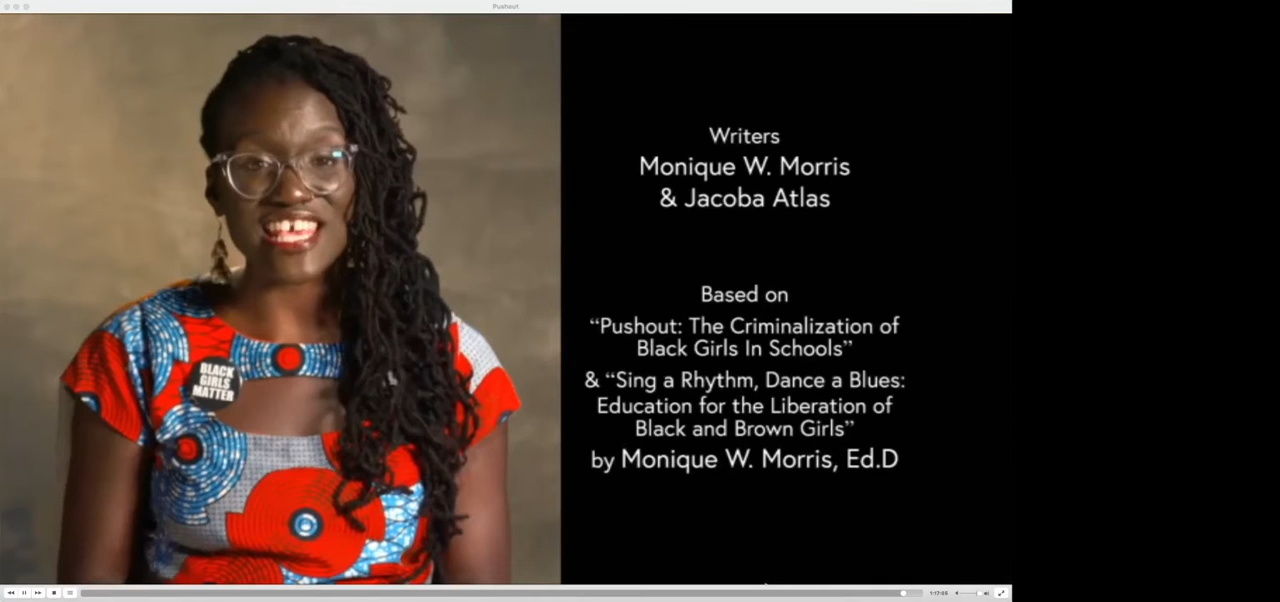 Pushout
BLACK
GIRLS
MATTER
Writers
Monique W. Morris
& Jacoba Atlas
Based on
“Pushout: The Criminalization of
Black Girls In Schools”
& “Sing a Rhythm, Dance a Blues:
Education for the Liberation of
Black and Brown Girls”
by Monique W. Morris, Ed.D
1:17:05